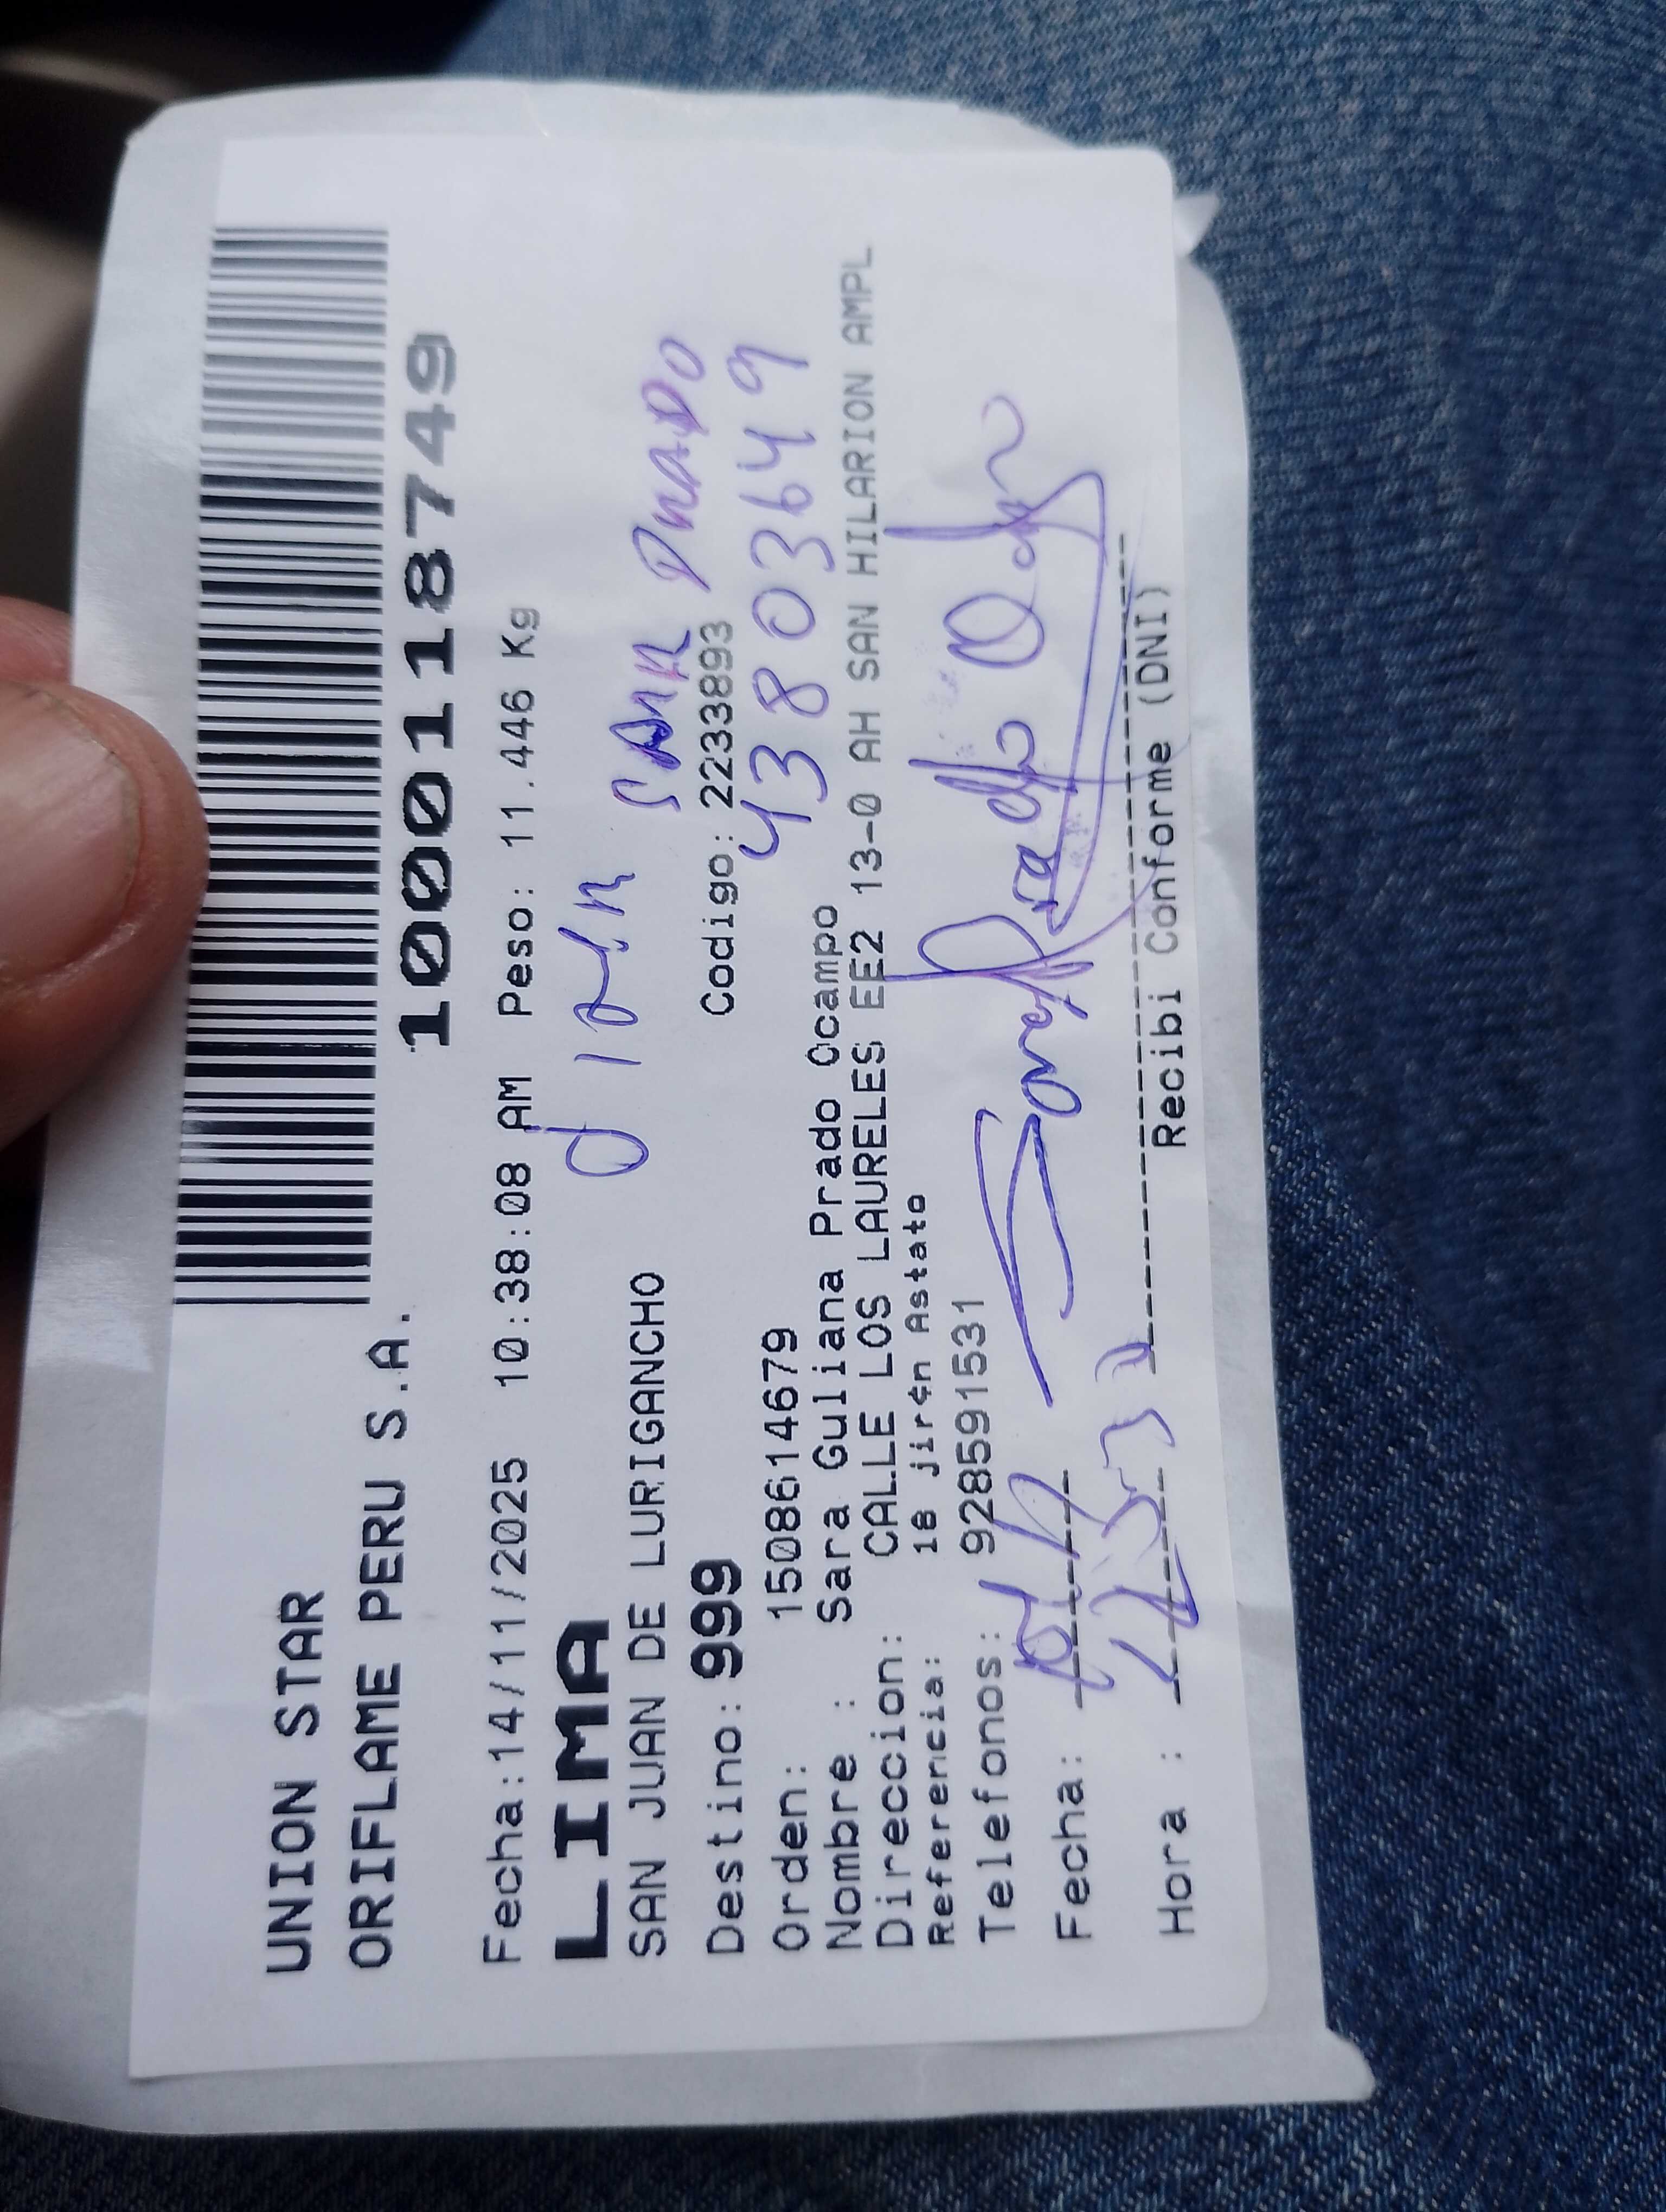 UNION STAR
ORIFLAME PERU S.A.
1000118749
Fecha:14/11/2025 10:38:08 AM Peso: 11.446 Kg
LIMA
SAN JUAN DE LURIGANCHO
Destino: 999 Codigo: 2233893
43803649
Orden: 1508614679
Nombre : Sara Guliana Prado Ocampo
Direccion: CALLE LOS LAURELES EE2 13-0 AH SAN HILARION AMPL
Referencia: 18 jir¢n Astato
Telefonos: 928591531
Fecha:
Hora :
Recibi Conforme (DNI)